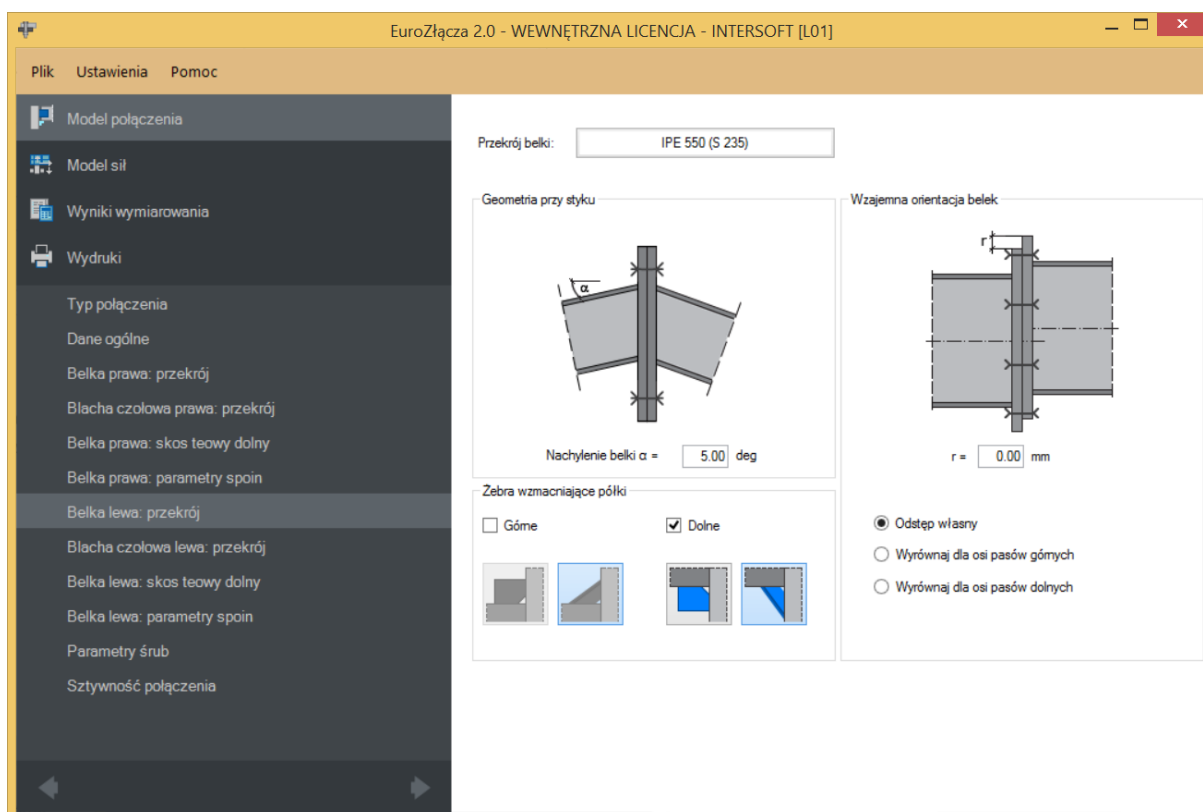 EuroZłącza 2.0 - WEWNĘTRZNA LICENCJA - INTERSOFT [L01]
Plik Ustawienia Pomoc
Model połączenia
Model sił
Wyniki wymiarowania
Wydruki
Typ połączenia
Dane ogólne
Belka prawa: przekrój
Blacha czołowa prawa: przekrój
Belka prawa: skos teowy dolny
Belka prawa: parametry spoin
Belka lewa: przekrój
Blacha czołowa lewa: przekrój
Belka lewa: skos teowy dolny
Belka lewa: parametry spoin
Parametry śrub
Sztywność połączenia
Przekrój belki: IPE 550 (S 235)
Geometria przy styku
α
Nachylenie belki α = 5.00 deg
Żebra wzmacniające półki
Górne Dolne
Wzajemna orientacja belek
r
r = 0.00 mm
Odstęp własny
Wyrównaj dla osi pasów górnych
Wyrównaj dla osi pasów dolnych